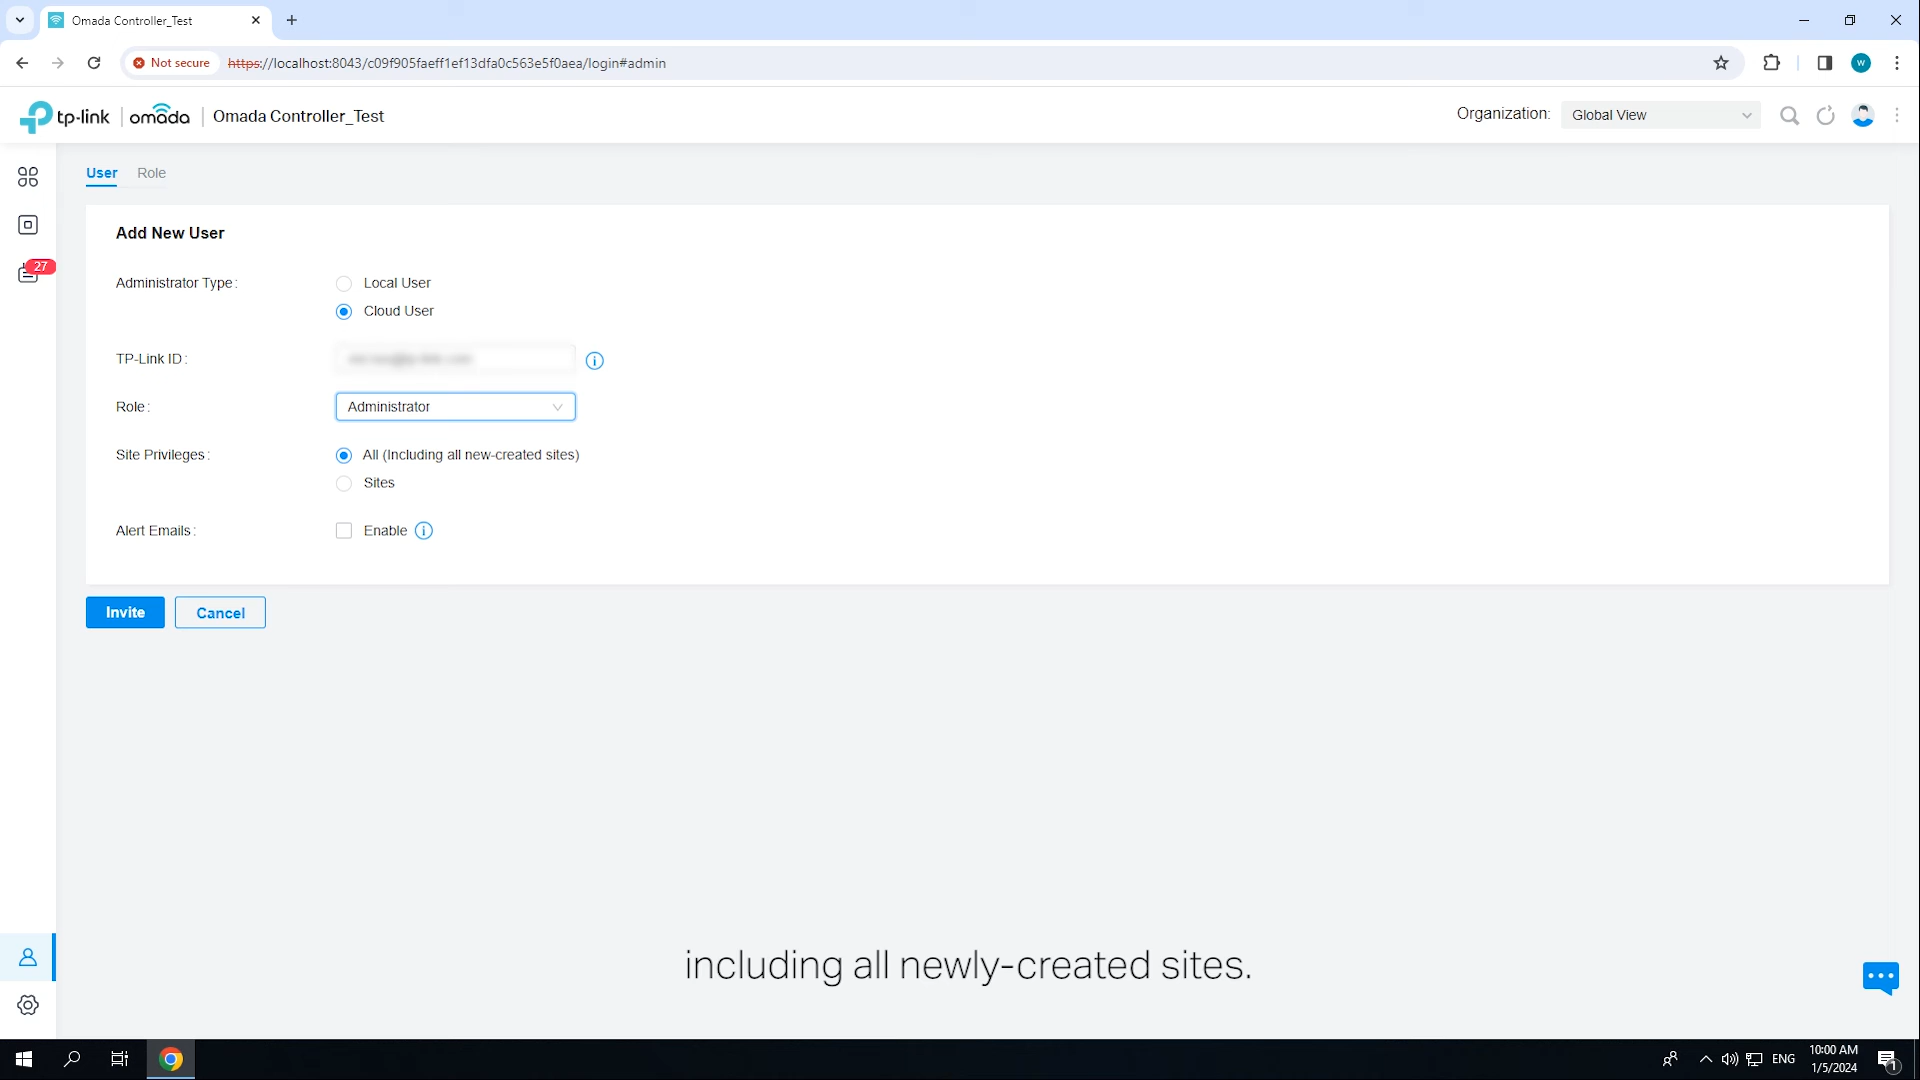 Omada Controller_Test
Not secure
https://localhost:8043/c09f905faeff1ef13dfa0c563e5f0aea/login#admin
W
tp-link | omada | Omada Controller_Test
Organization: Global View
27
User Role
Add New User
Administrator Type:
Local User
Cloud User
TP-Link ID:
Role: Administrator
Site Privileges:
All (Including all new-created sites)
Sites
Alert Emails: Enable
Invite Cancel
including all newly-created sites.
ENG
10:00 AM
1/5/2024
1